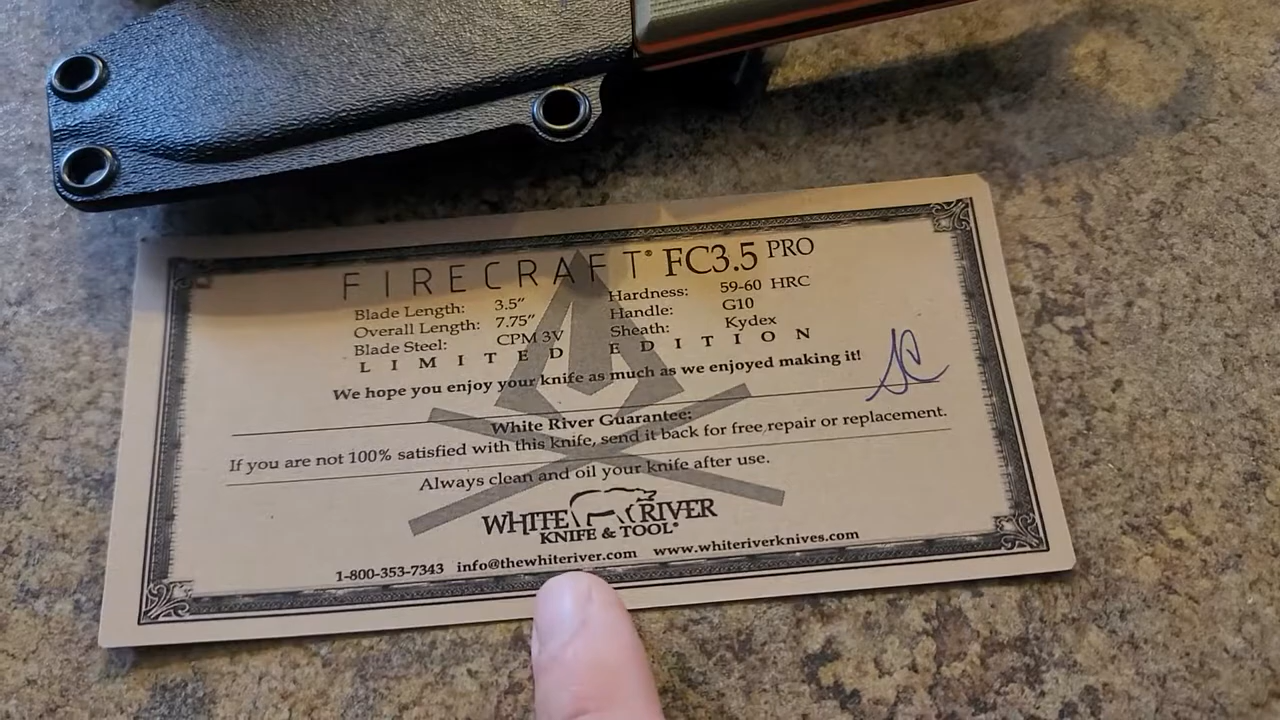 FIRECRAFT® FC3.5 PRO
Blade Length: 3.5" Hardness: 59-60 HRC
Overall Length: 7.75" Handle: G10
Blade Steel: CPM 3V Sheath: Kydex
LIMITED EDITION
We hope you enjoy your knife as much as we enjoyed making it!
White River Guarantee:
If you are not 100% satisfied with this knife, send it back for free repair or replacement.
Always clean and oil your knife after use.
WHITE RIVER
KNIFE & TOOL®
1-800-353-7343 info@thewhiteriver.com www.whiteriverknives.com